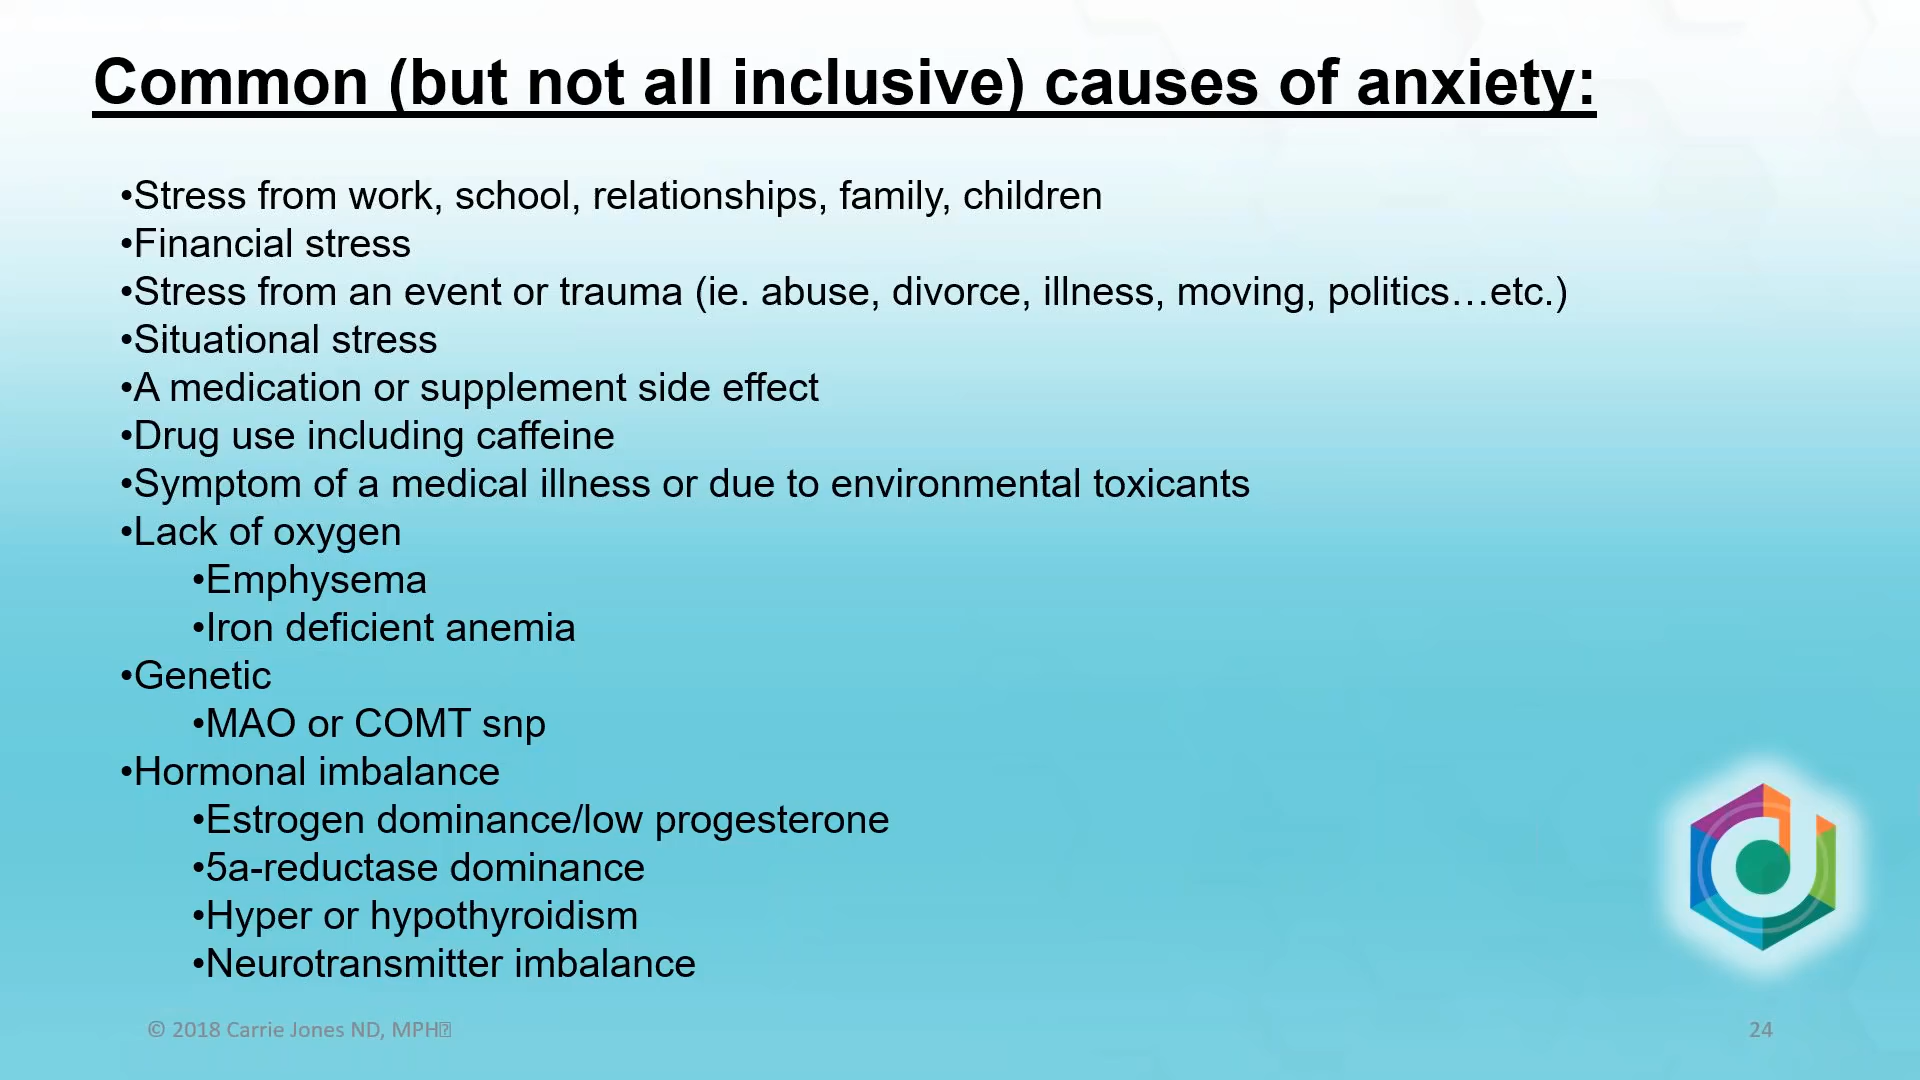 Common (but not all inclusive) causes of anxiety:
•Stress from work, school, relationships, family, children
•Financial stress
•Stress from an event or trauma (ie. abuse, divorce, illness, moving, politics…etc.)
•Situational stress
•A medication or supplement side effect
•Drug use including caffeine
•Symptom of a medical illness or due to environmental toxicants
•Lack of oxygen
•Emphysema
•Iron deficient anemia
•Genetic
•MAO or COMT snp
•Hormonal imbalance
•Estrogen dominance/low progesterone
•5a-reductase dominance
•Hyper or hypothyroidism
•Neurotransmitter imbalance
© 2018 Carrie Jones ND, MPH
24